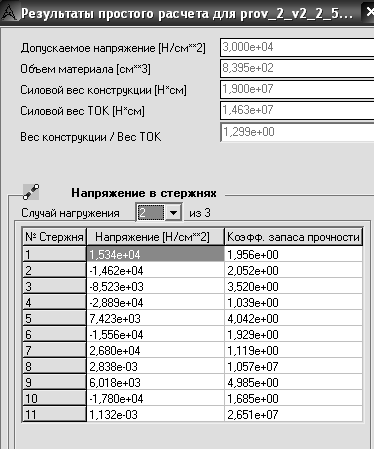 Результаты простого расчета для prov_2_v2_2_5...
Допускаемое напряжение [Н/см**2] 3,000e+04
Объем материала [см**3] 8,395e+02
Силовой вес конструкции [Н*см] 1,900e+07
Силовой вес ТОК [Н*см] 1,463e+07
Вес конструкции / Вес ТОК 1,299e+00
Напряжение в стержнях
Случай нагружения 2 из 3
№ Стержня Напряжение [Н/см**2] Коэфф. запаса прочности
1 1,534e+04 1,956e+00
2 -1,462e+04 2,052e+00
3 -8,523e+03 3,520e+00
4 -2,889e+04 1,039e+00
5 7,423e+03 4,042e+00
6 -1,556e+04 1,929e+00
7 2,680e+04 1,119e+00
8 2,838e-03 1,057e+07
9 6,018e+03 4,985e+00
10 -1,780e+04 1,685e+00
11 1,132e-03 2,651e+07